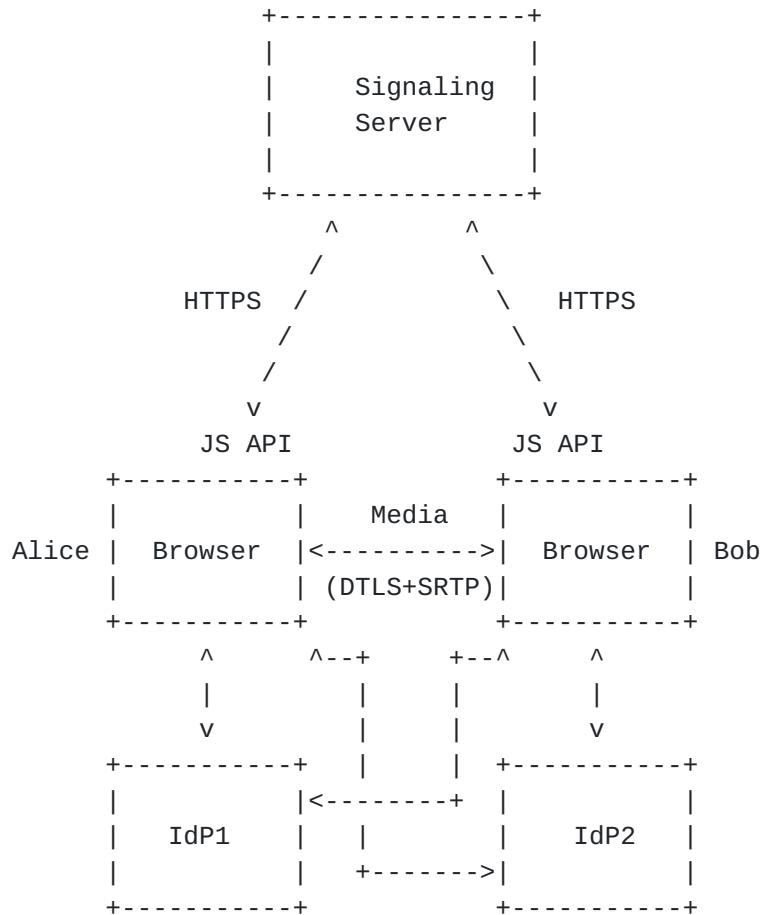 Signaling
Server
HTTPS HTTPS
JS API JS API
Media
Alice Browser Browser Bob
(DTLS+SRTP)
IdP1 IdP2